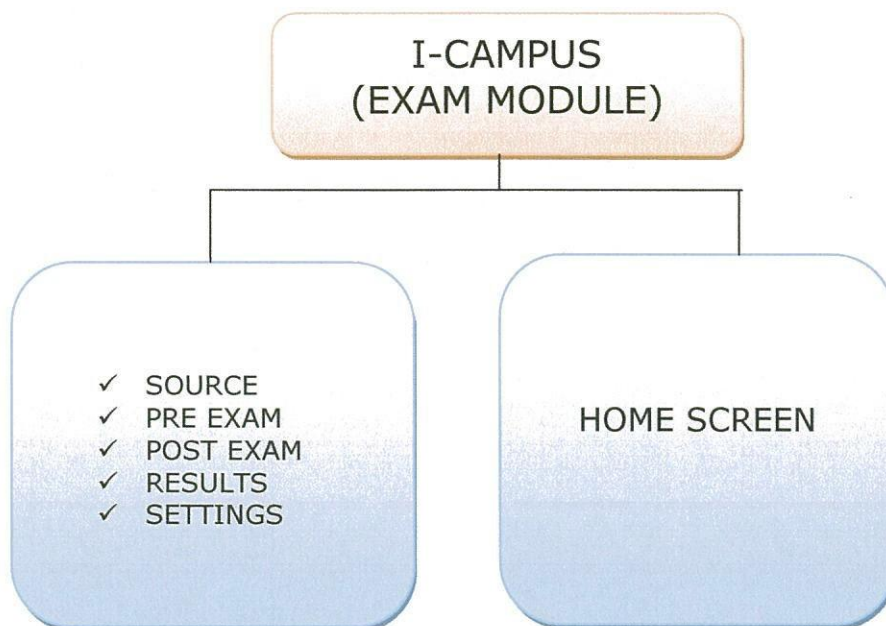 I-CAMPUS
(EXAM MODULE)
✓ SOURCE
✓ PRE EXAM
✓ POST EXAM
✓ RESULTS
✓ SETTINGS
HOME SCREEN